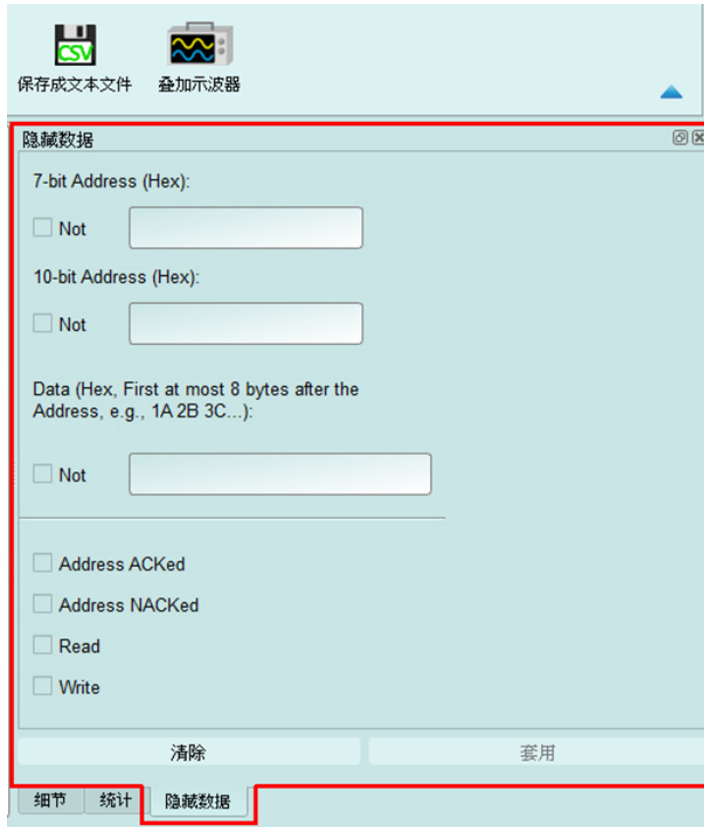 CSV
保存成文本文件 叠加示波器
隐藏数据
7-bit Address (Hex):
Not
10-bit Address (Hex):
Not
Data (Hex, First at most 8 bytes after the
Address, e.g., 1A 2B 3C...):
Not
Address ACKed
Address NACKed
Read
Write
清除 套用
细节 统计 隐藏数据